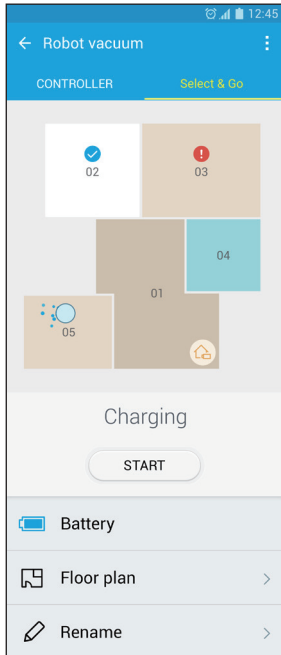 12:45
Robot vacuum
CONTROLLER Select & Go
02 03
04
01
05
Charging
START
Battery
Floor plan
Rename